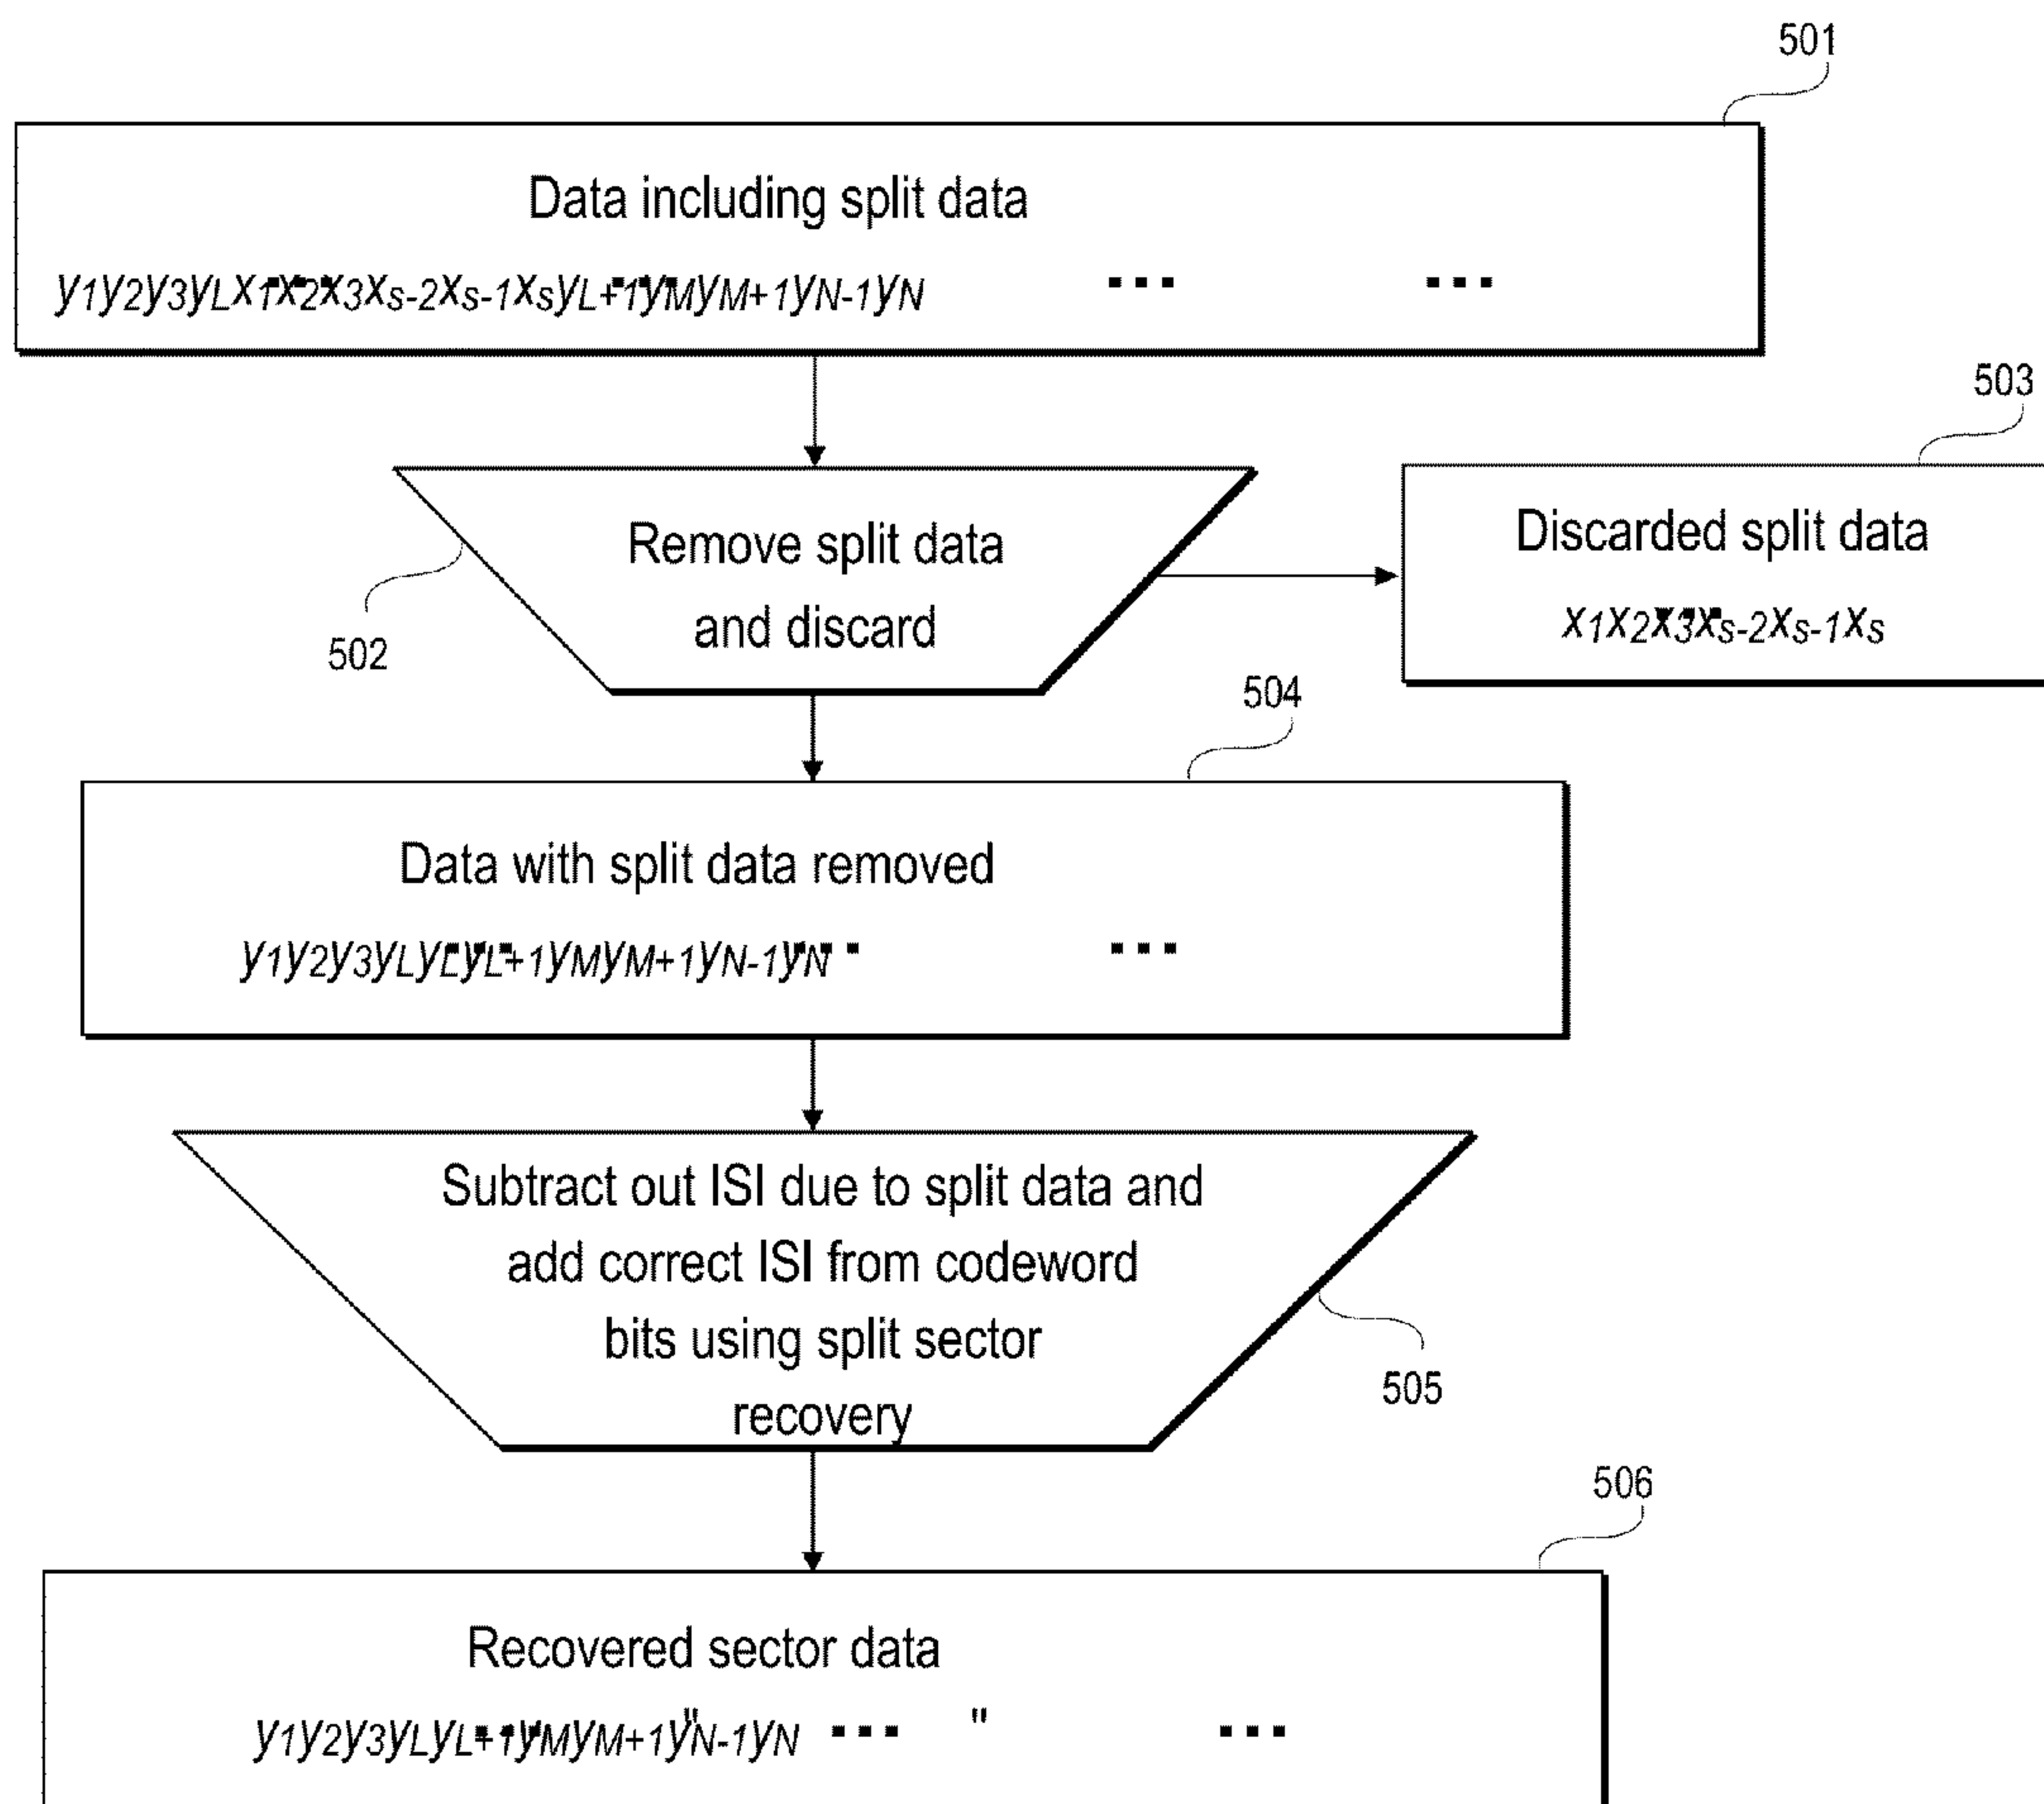 501
Data including split data
y1y2y3yLx1x2x3xs-2xs-1xsyL+1yMyM+1yN-1yN ... ...
503
Remove split data
and discard
Discarded split data
x1x2x3xs-2xs-1xs
502
504
Data with split data removed
y1y2y3yLyLyL+1yMyM+1yN-1yN ... ...
Subtract out ISI due to split data and
add correct ISI from codeword
bits using split sector
recovery
505
506
Recovered sector data
y1y2y3yLyL+1yMyM+1y"N-1yN ... " ...